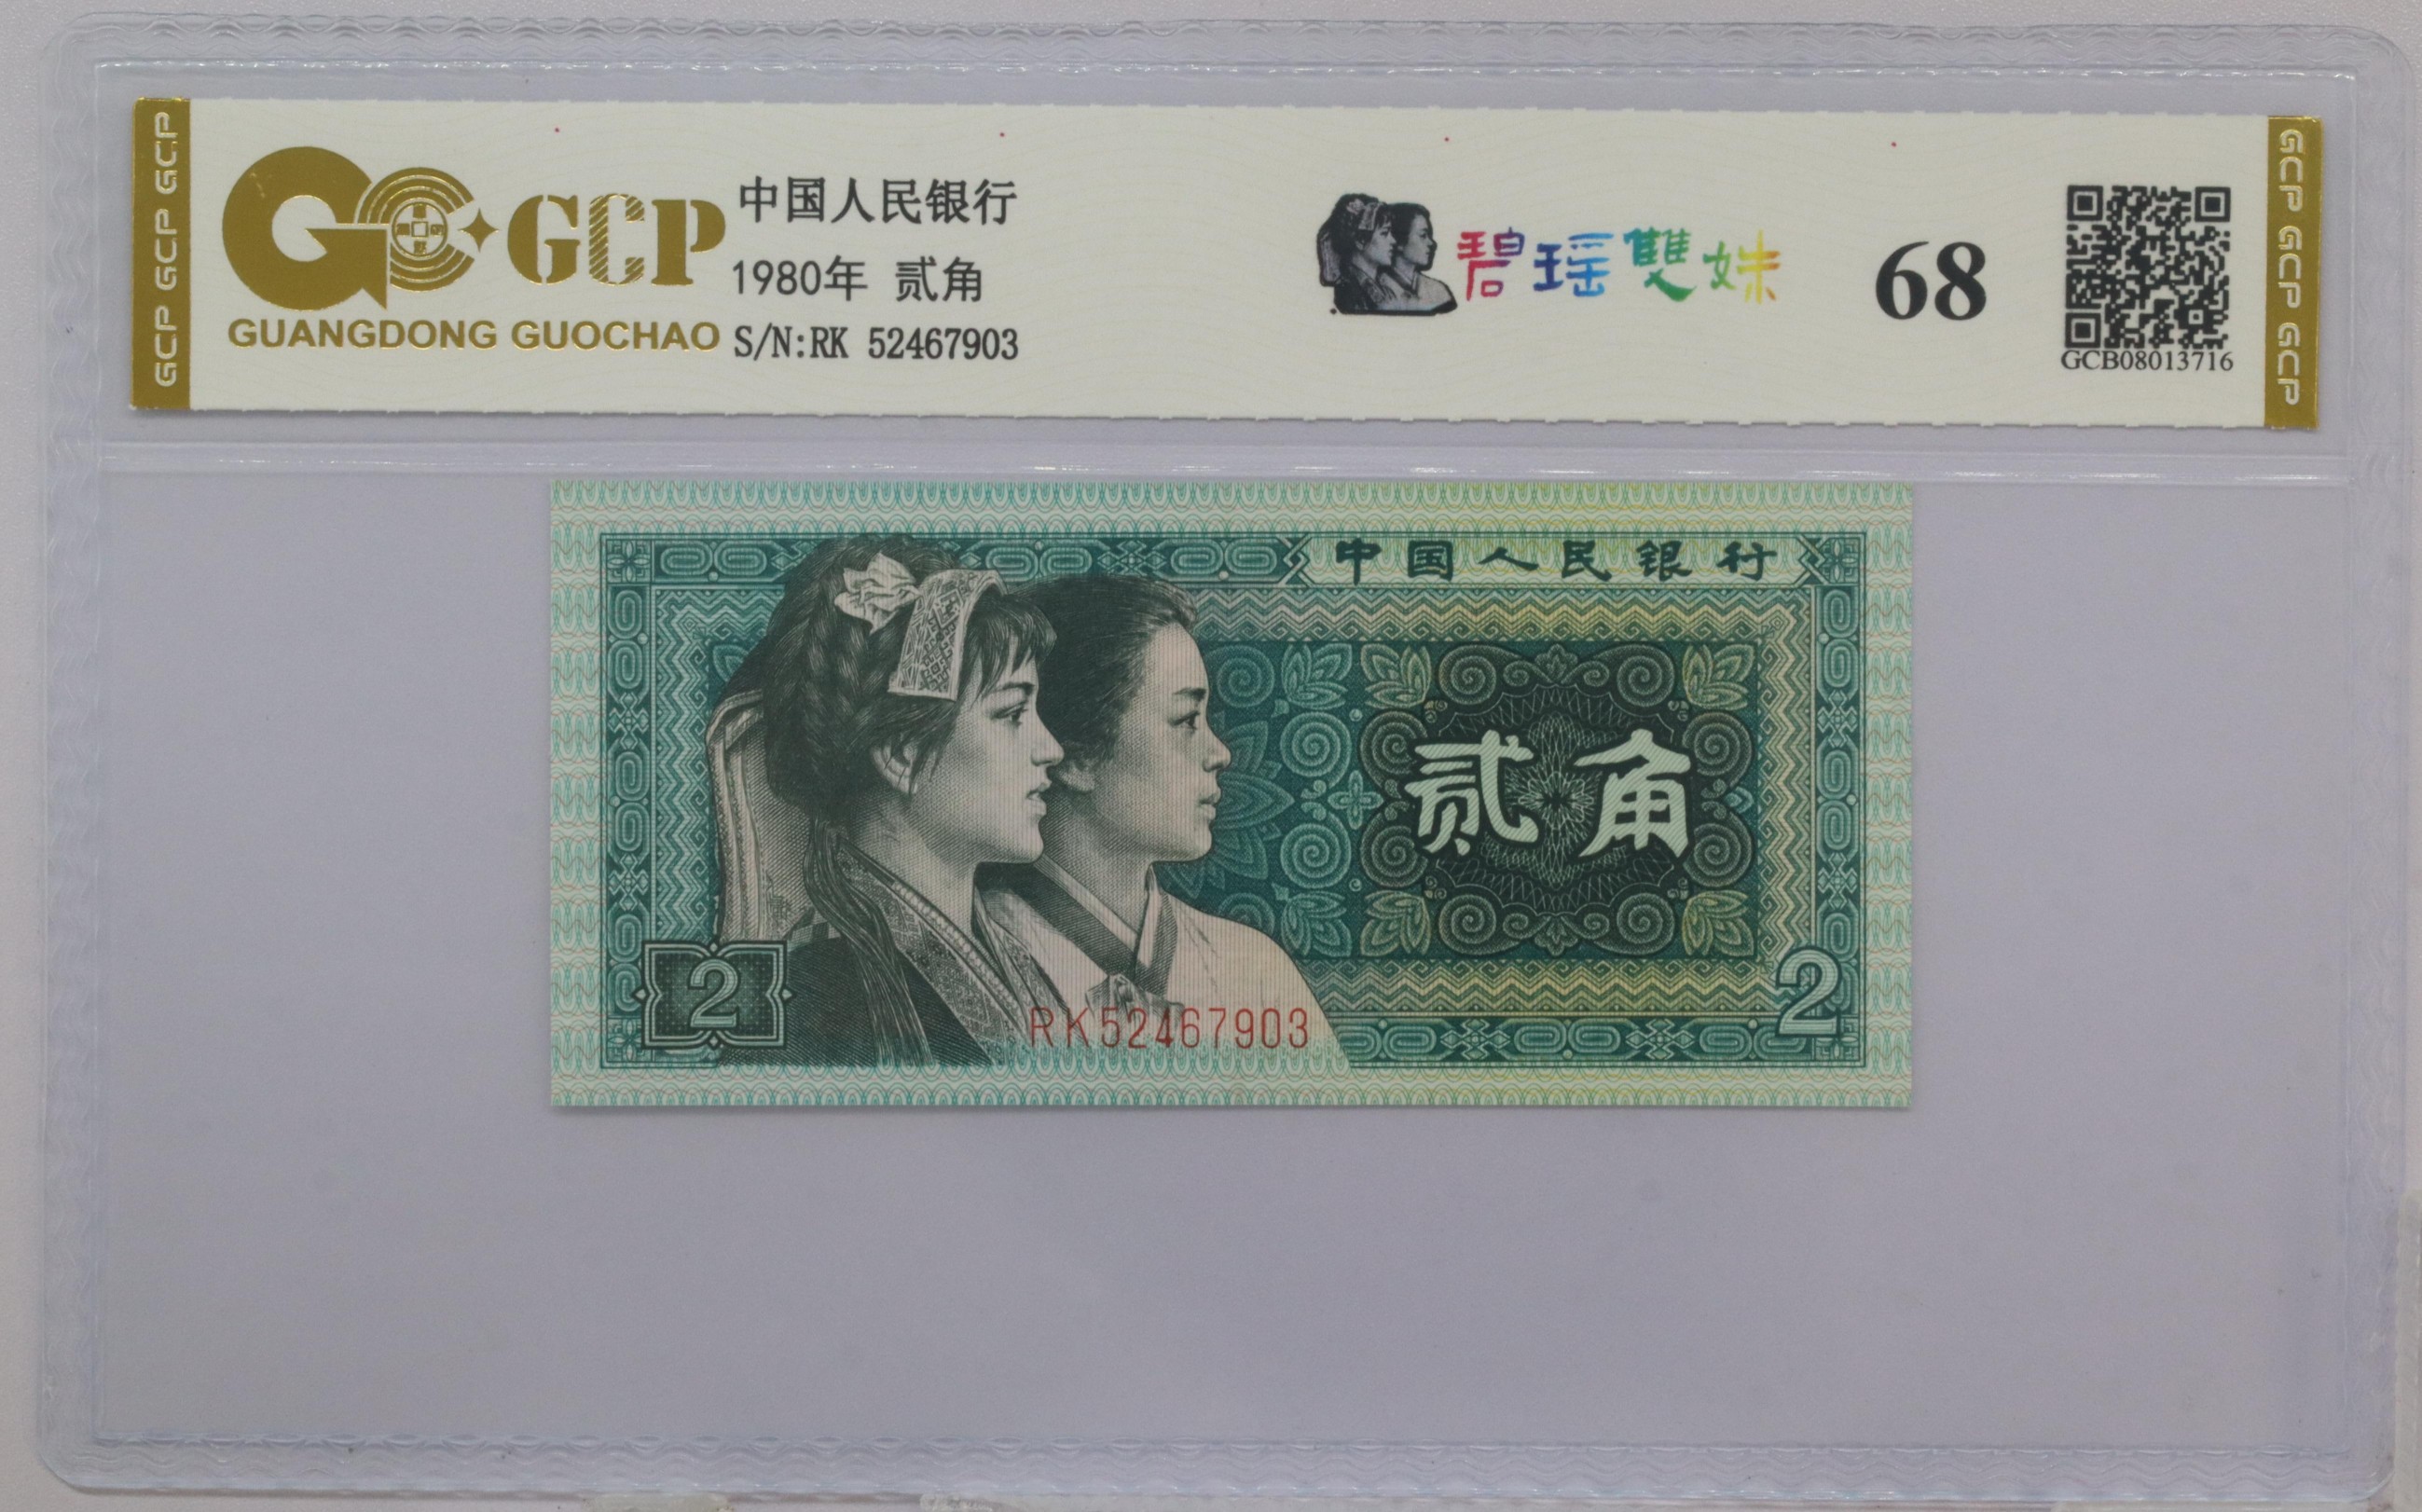 GCP GCP GCP
GCP
GUANGDONG GUOCHAO
中国人民银行
1980年 贰角
S/N:RK 52467903
碧瑶雙姝
68
GCB08013716
GCP GCP GCP
中国人民银行
贰角
2
2
RK52467903